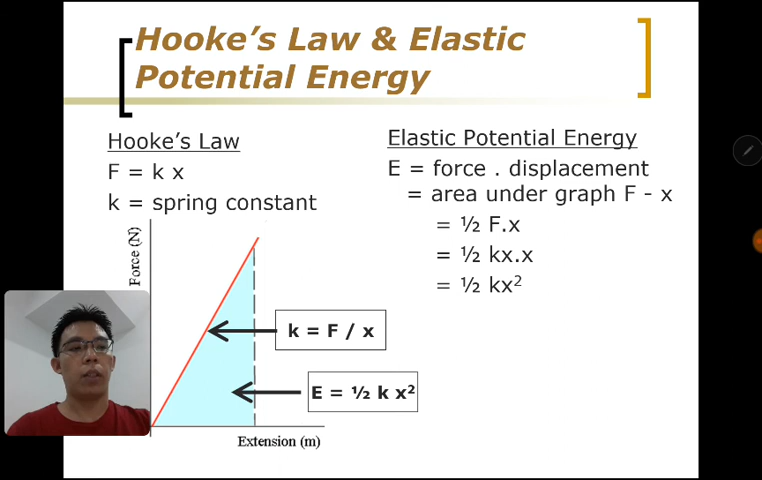 Hooke's Law & Elastic
Potential Energy
Hooke's Law
F = k x
k = spring constant
Elastic Potential Energy
E = force . displacement
= area under graph F - x
= ½ F.x
= ½ kx.x
= ½ kx²
Force (N)
k = F / x
E = ½ k x²
Extension (m)